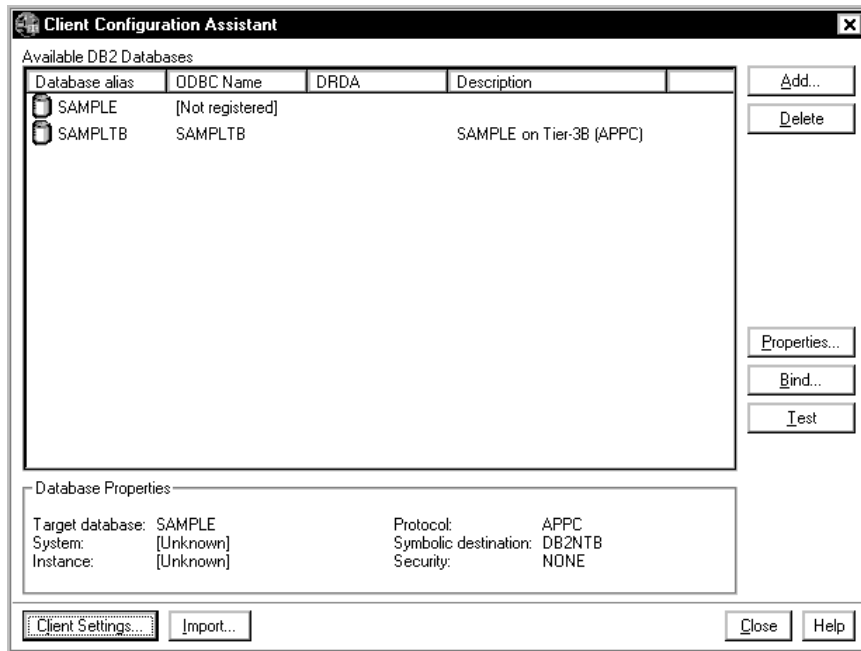 Client Configuration Assistant
Available DB2 Databases
Database alias ODBC Name DRDA Description
SAMPLE [Not registered]
SAMPLTB SAMPLTB SAMPLE on Tier-3B (APPC)
Add...
Delete
Properties...
Bind...
Test
Database Properties
Target database: SAMPLE Protocol: APPC
System: [Unknown] Symbolic destination: DB2NTB
Instance: [Unknown] Security: NONE
Client Settings... Import... Close Help